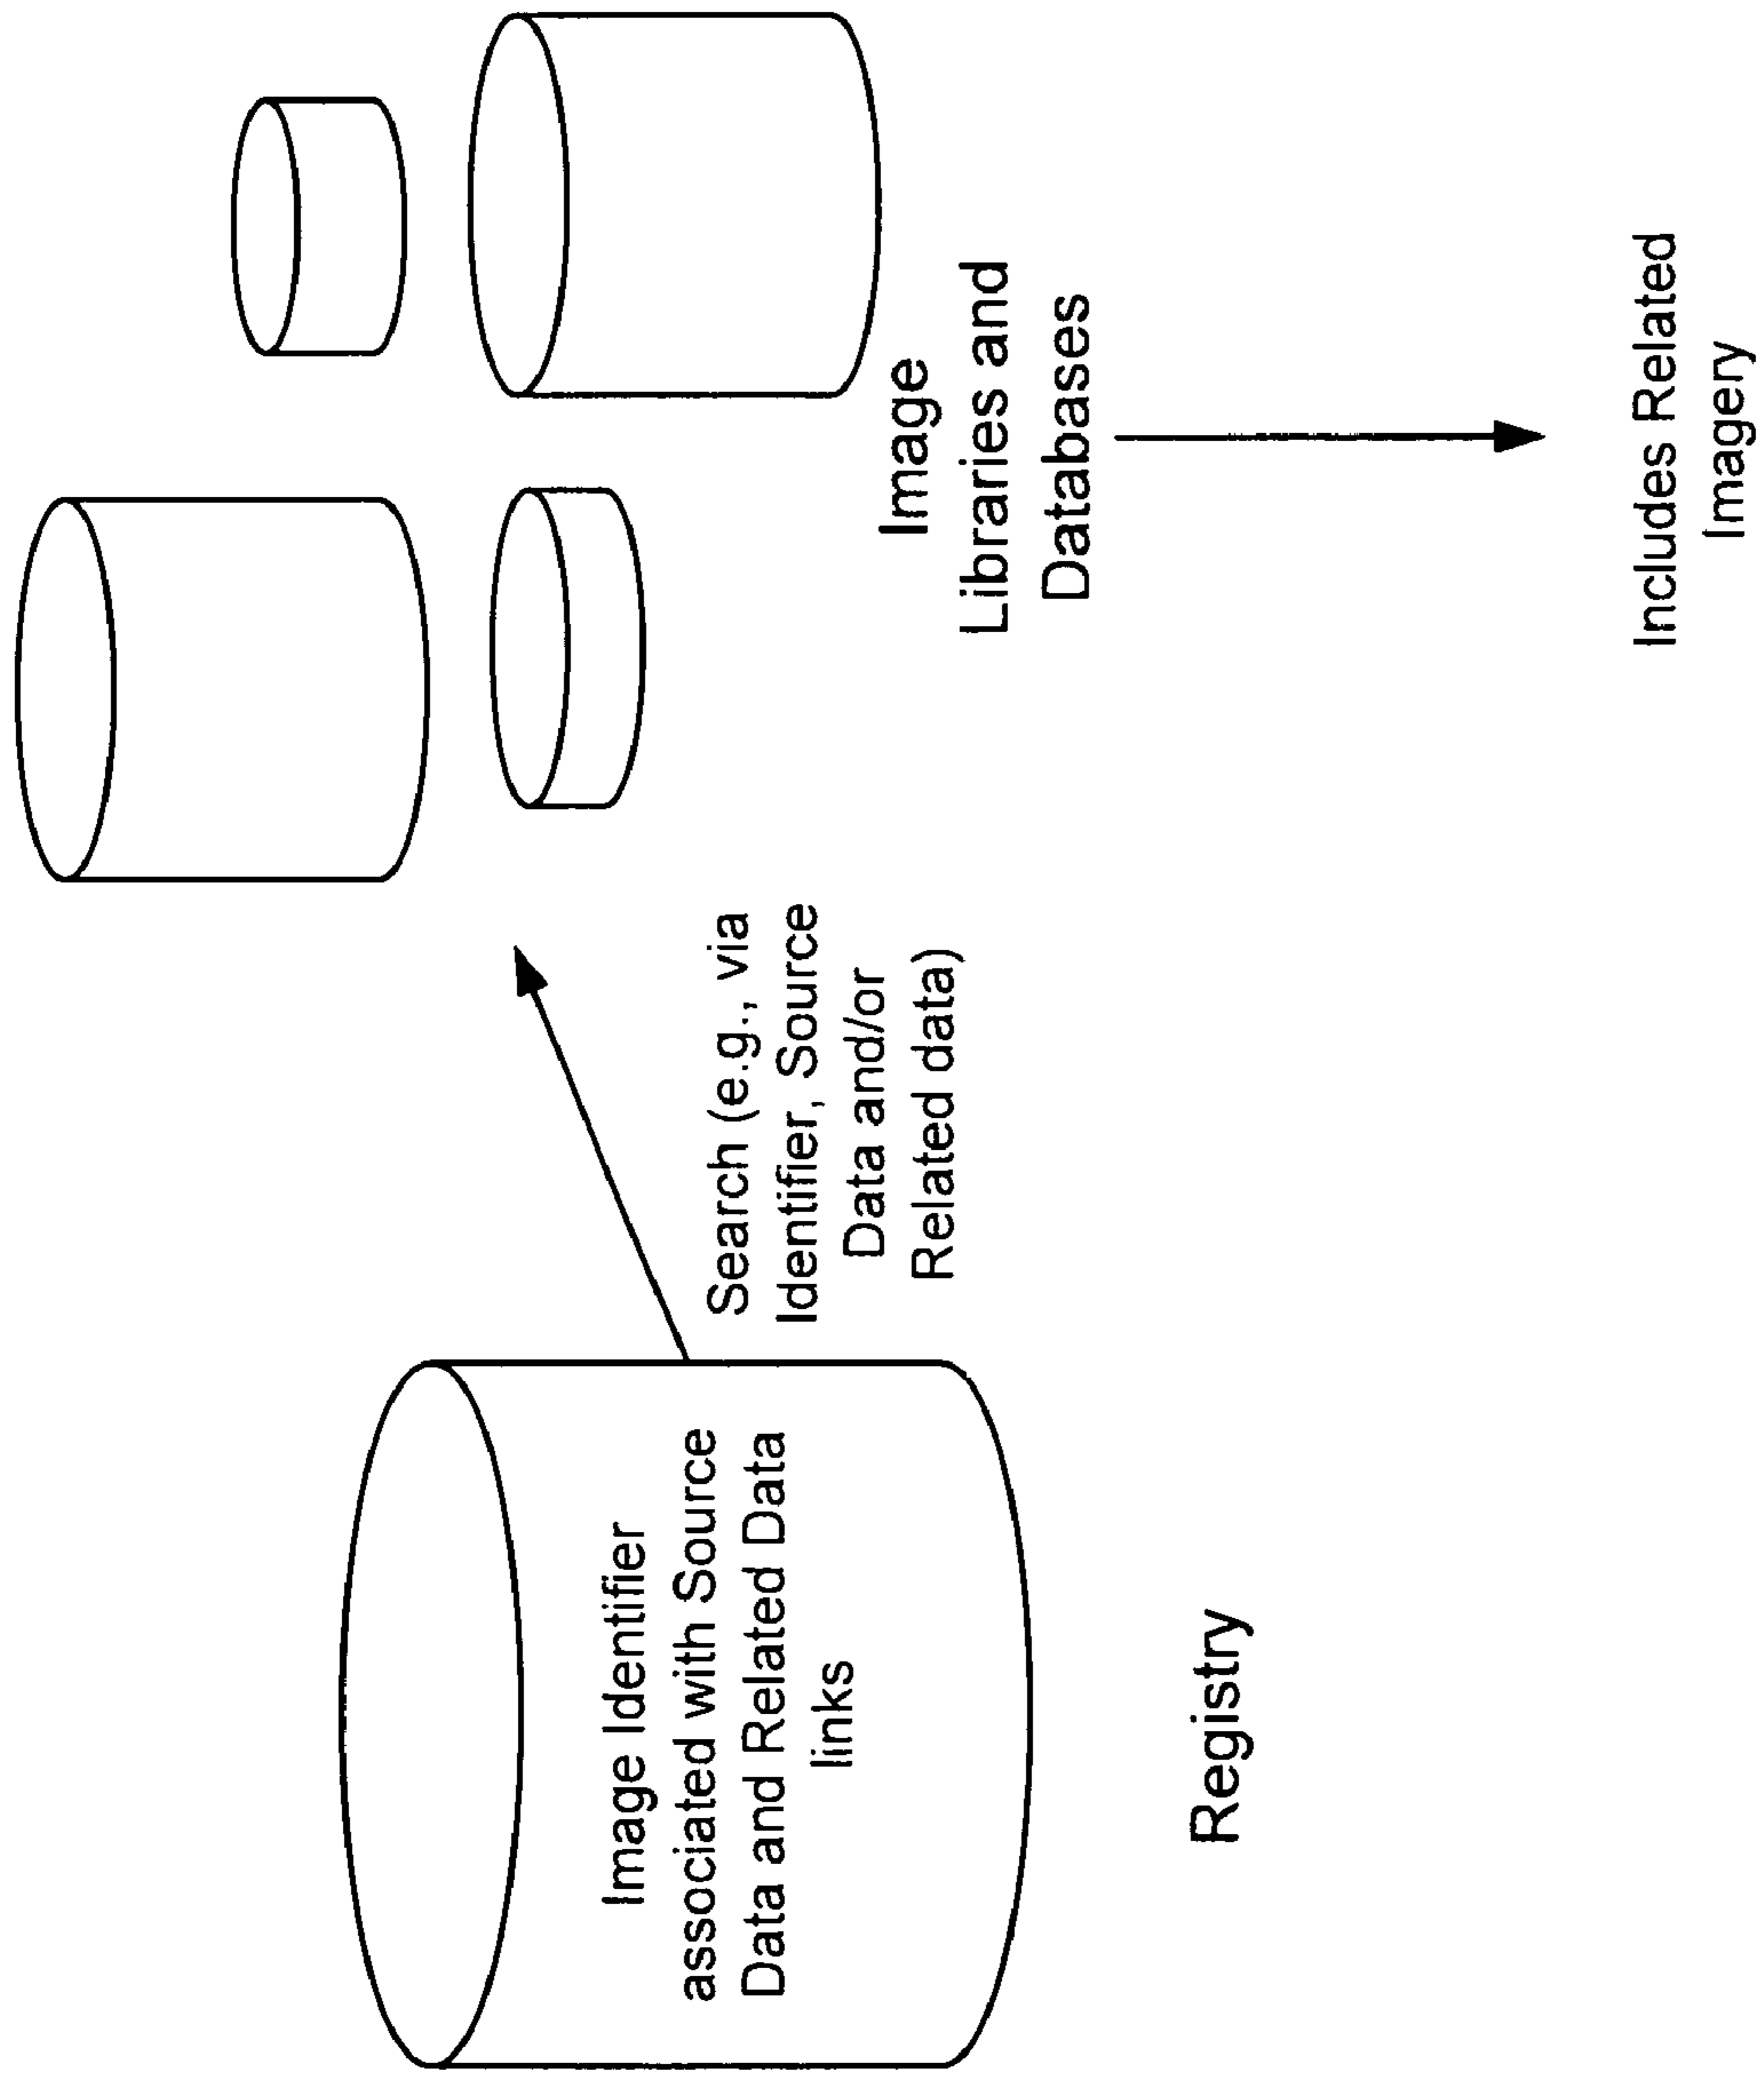 Image Identifier
associated with Source
Data and Related Data
links
Registry
Search (e.g., via
Identifier, Source
Data and/or
Related data)
Image
Libraries and
Databases
Includes Related
Imagery